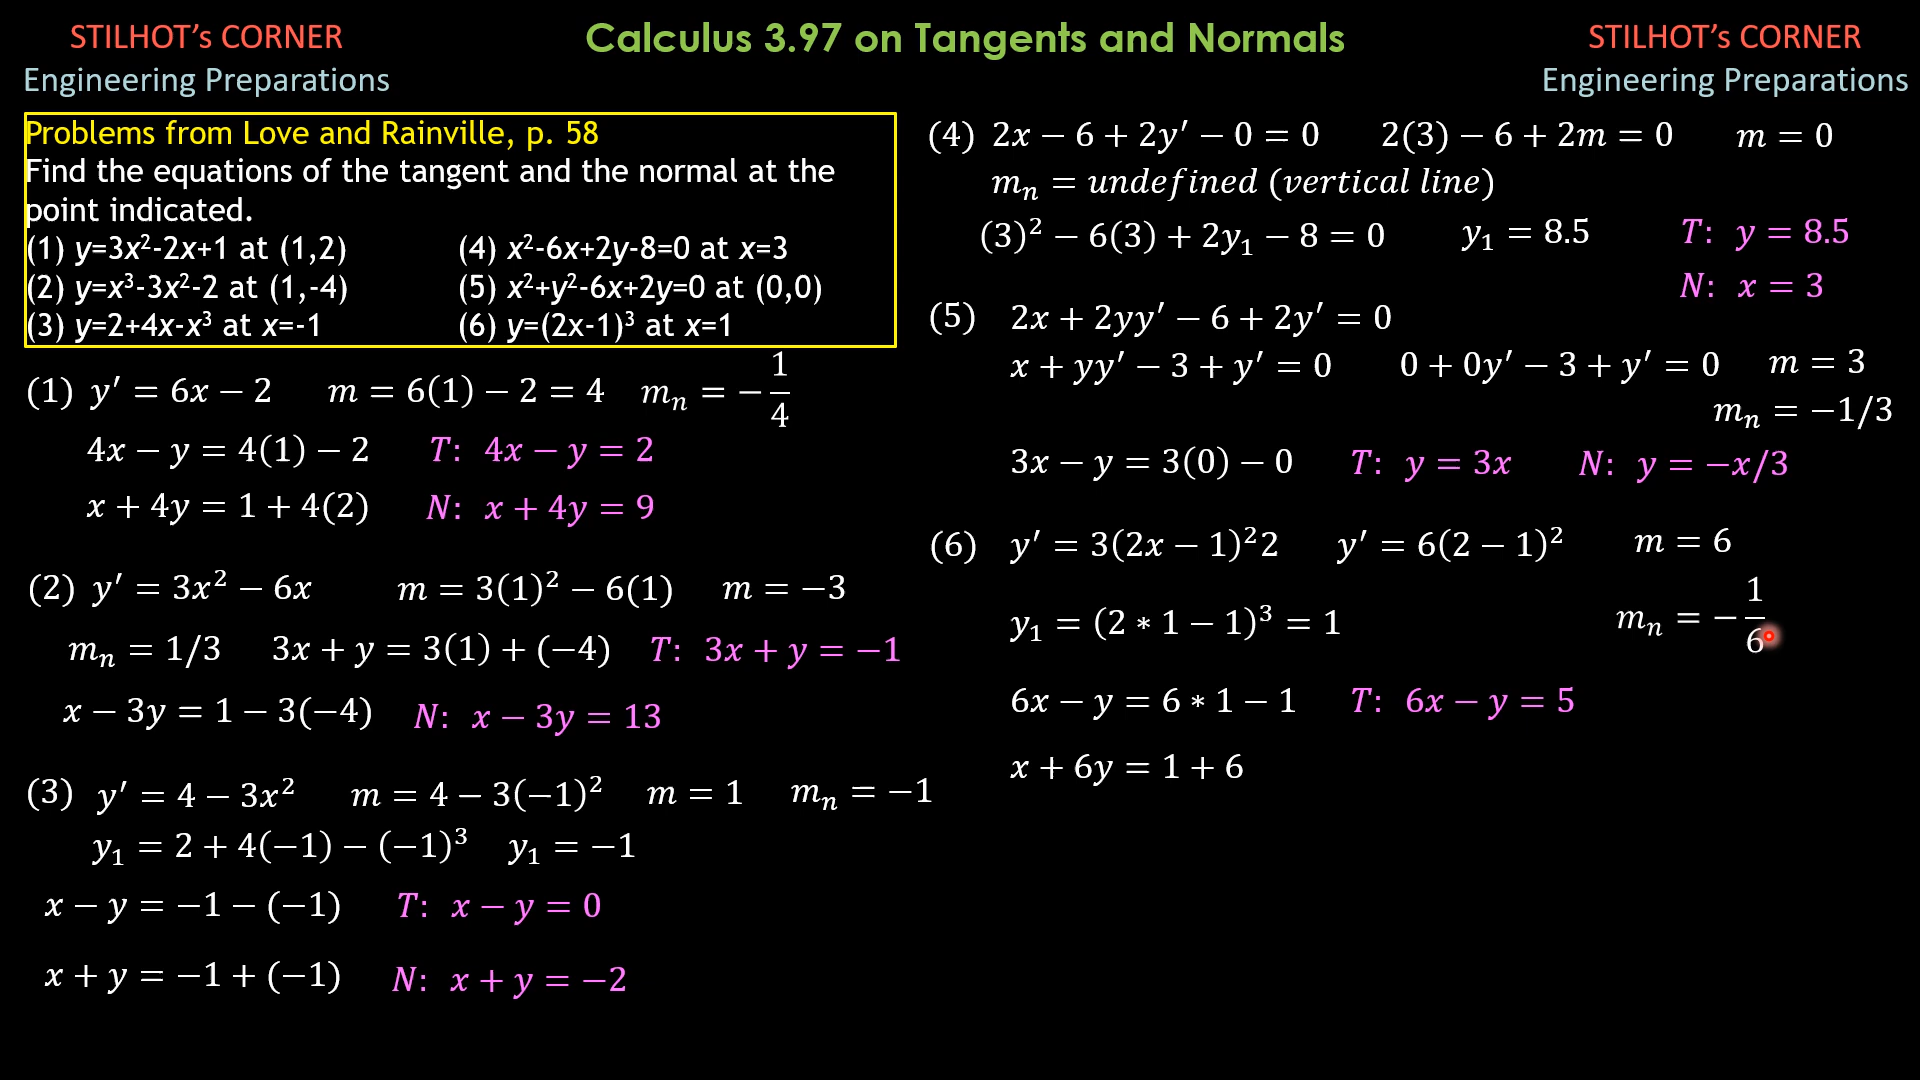 STILHOT’s CORNER
Engineering Preparations
Calculus 3.97 on Tangents and Normals
STILHOT’s CORNER
Engineering Preparations
Problems from Love and Rainville, p. 58
Find the equations of the tangent and the normal at the
point indicated.
(1) y=3x²-2x+1 at (1,2) (4) x²-6x+2y-8=0 at x=3
(2) y=x³-3x²-2 at (1,-4) (5) x²+y²-6x+2y=0 at (0,0)
(3) y=2+4x-x³ at x=-1 (6) y=(2x-1)³ at x=1
(1) y′ = 6x − 2 m = 6(1) − 2 = 4 mₙ = −1/4
4x − y = 4(1) − 2 T: 4x − y = 2
x + 4y = 1 + 4(2) N: x + 4y = 9
(2) y′ = 3x² − 6x m = 3(1)² − 6(1) m = −3
mₙ = 1/3 3x + y = 3(1) + (−4) T: 3x + y = −1
x − 3y = 1 − 3(−4) N: x − 3y = 13
(3) y′ = 4 − 3x² m = 4 − 3(−1)² m = 1 mₙ = −1
y₁ = 2 + 4(−1) − (−1)³ y₁ = −1
x − y = −1 − (−1) T: x − y = 0
x + y = −1 + (−1) N: x + y = −2
(4) 2x − 6 + 2y′ − 0 = 0 2(3) − 6 + 2m = 0 m = 0
mₙ = undefined (vertical line)
(3)² − 6(3) + 2y₁ − 8 = 0 y₁ = 8.5 T: y = 8.5
N: x = 3
(5) 2x + 2yy′ − 6 + 2y′ = 0
x + yy′ − 3 + y′ = 0 0 + 0y′ − 3 + y′ = 0 m = 3
mₙ = −1/3
3x − y = 3(0) − 0 T: y = 3x N: y = −x/3
(6) y′ = 3(2x − 1)²2 y′ = 6(2 − 1)² m = 6
y₁ = (2 ∗ 1 − 1)³ = 1 mₙ = −1/6
6x − y = 6 ∗ 1 − 1 T: 6x − y = 5
x + 6y = 1 + 6